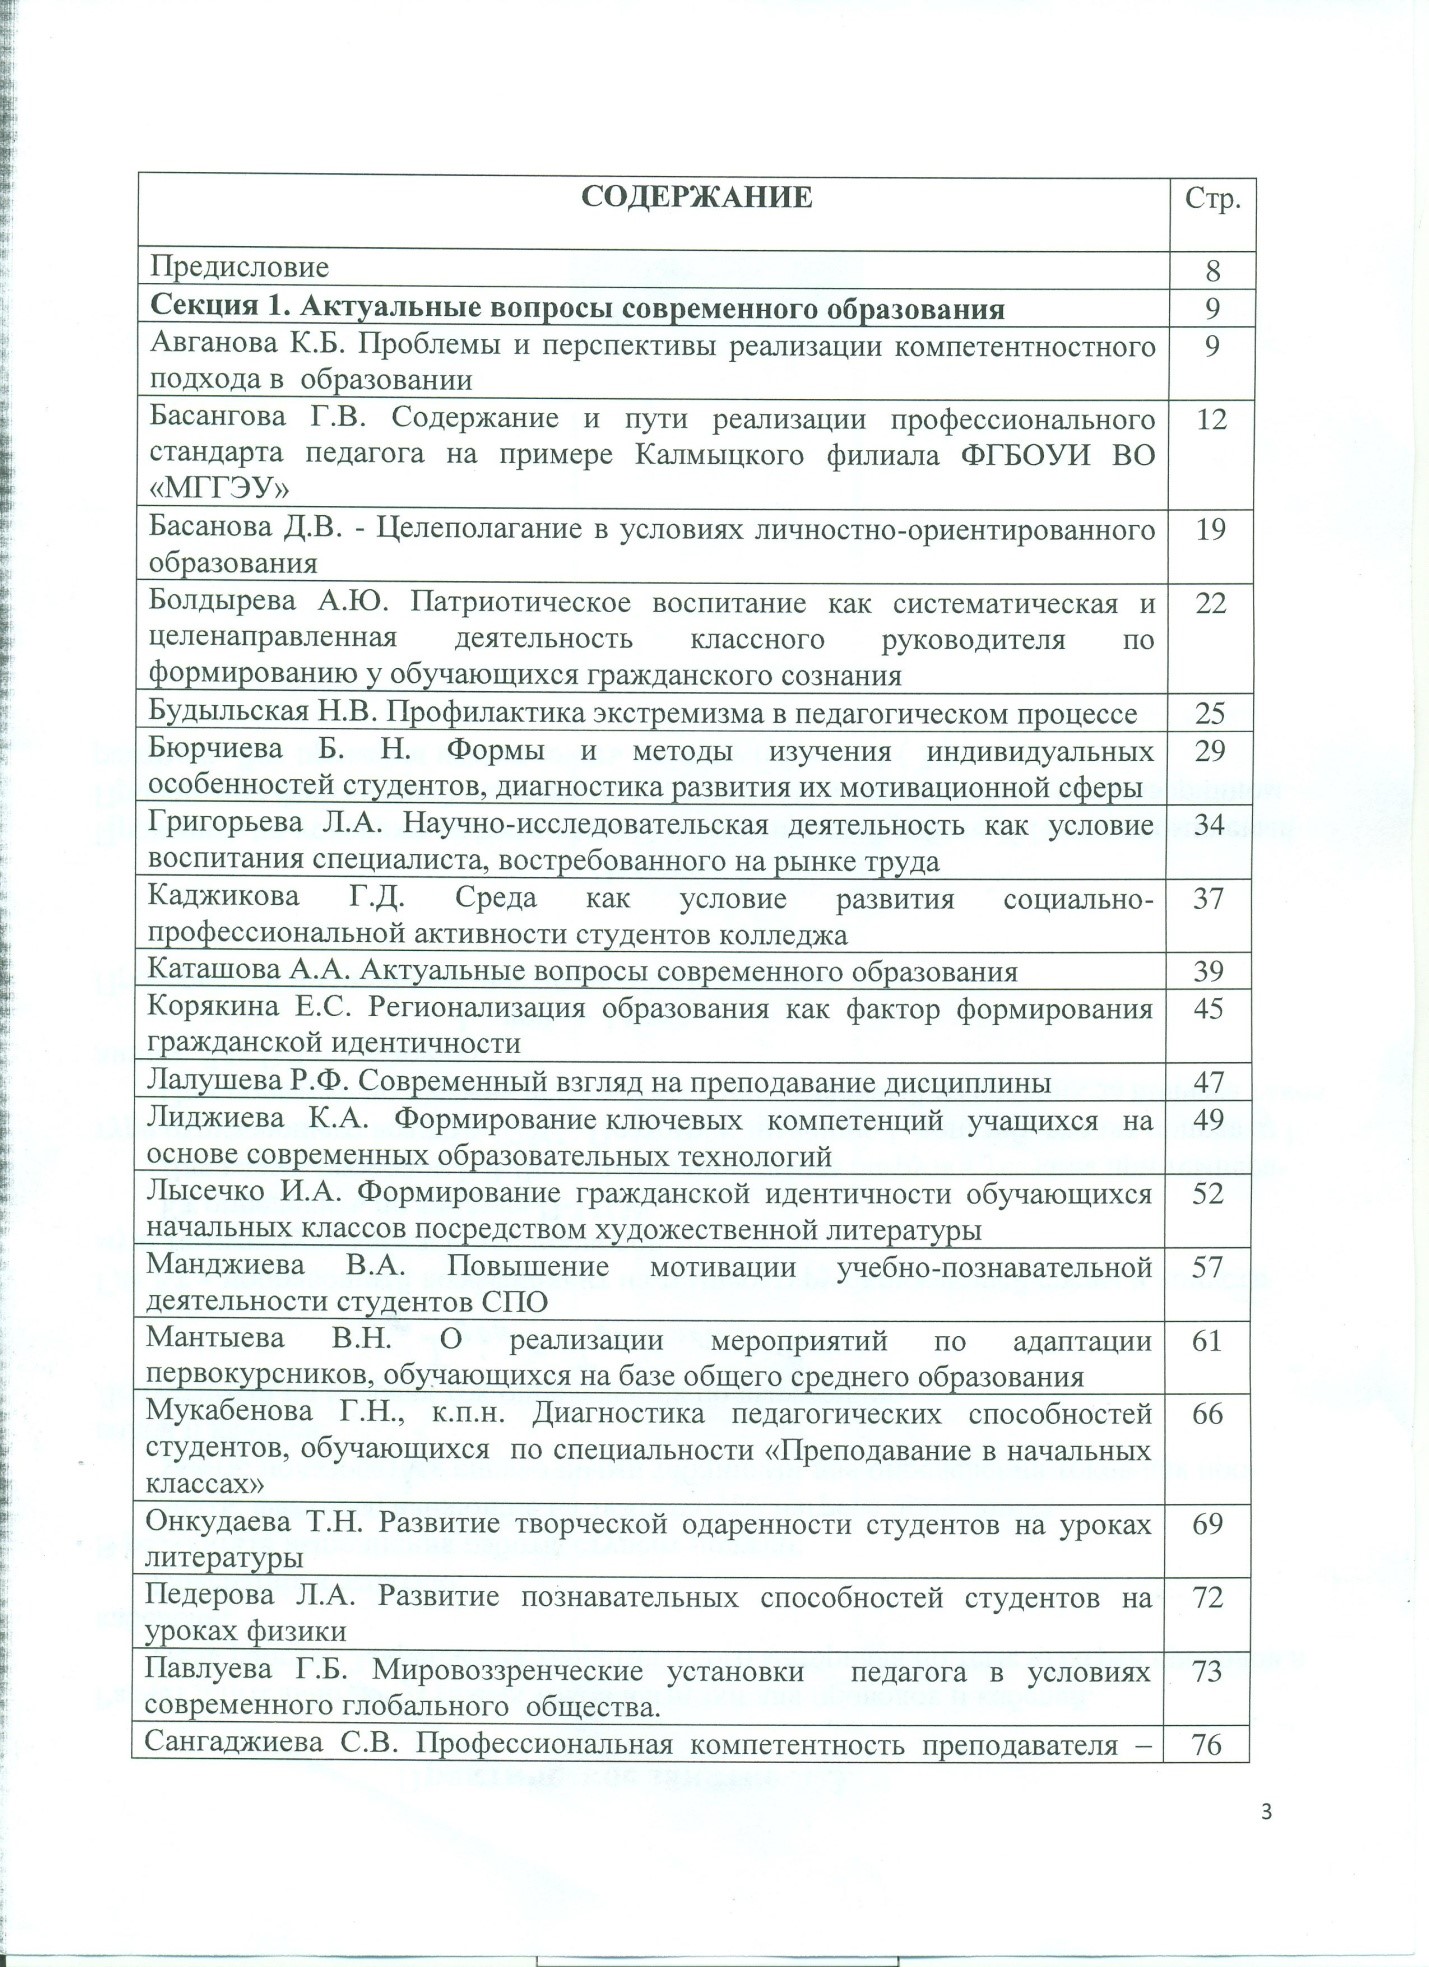 СОДЕРЖАНИЕ Стр.
Предисловие 8
Секция 1. Актуальные вопросы современного образования 9
Авганова К.Б. Проблемы и перспективы реализации компетентностного 9
подхода в образовании
Басангова Г.В. Содержание и пути реализации профессионального 12
стандарта педагога на примере Калмыцкого филиала ФГБОУИ ВО
«МГГЭУ»
Басанова Д.В. - Целеполагание в условиях личностно-ориентированного 19
образования
Болдырева А.Ю. Патриотическое воспитание как систематическая и 22
целенаправленная деятельность классного руководителя по
формированию у обучающихся гражданского сознания
Будыльская Н.В. Профилактика экстремизма в педагогическом процессе 25
Бюрчиева Б. Н. Формы и методы изучения индивидуальных 29
особенностей студентов, диагностика развития их мотивационной сферы
Григорьева Л.А. Научно-исследовательская деятельность как условие 34
воспитания специалиста, востребованного на рынке труда
Каджикова Г.Д. Среда как условие развития социально- 37
профессиональной активности студентов колледжа
Каташова А.А. Актуальные вопросы современного образования 39
Корякина Е.С. Регионализация образования как фактор формирования 45
гражданской идентичности
Лалушева Р.Ф. Современный взгляд на преподавание дисциплины 47
Лиджиева К.А. Формирование ключевых компетенций учащихся на 49
основе современных образовательных технологий
Лысечко И.А. Формирование гражданской идентичности обучающихся 52
начальных классов посредством художественной литературы
Манджиева В.А. Повышение мотивации учебно-познавательной 57
деятельности студентов СПО
Мантыева В.Н. О реализации мероприятий по адаптации 61
первокурсников, обучающихся на базе общего среднего образования
Мукабенова Г.Н., к.п.н. Диагностика педагогических способностей 66
студентов, обучающихся по специальности «Преподавание в начальных
классах»
Онкудаева Т.Н. Развитие творческой одаренности студентов на уроках 69
литературы
Педерова Л.А. Развитие познавательных способностей студентов на 72
уроках физики
Павлуева Г.Б. Мировоззренческие установки педагога в условиях 73
современного глобального общества.
Сангаджиева С.В. Профессиональная компетентность преподавателя – 76
3